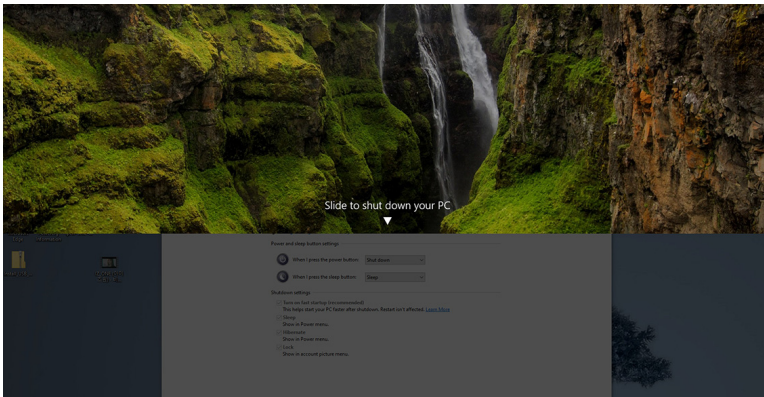 Slide to shut down your PC
Power and sleep button settings
When I press the power button: Shut down
When I press the sleep button: Sleep
Shutdown settings
Turn on fast startup (recommended)
This helps start your PC faster after shutdown. Restart isn't affected. Learn More
Sleep
Show in Power menu.
Hibernate
Show in Power menu.
Lock
Show in account picture menu.